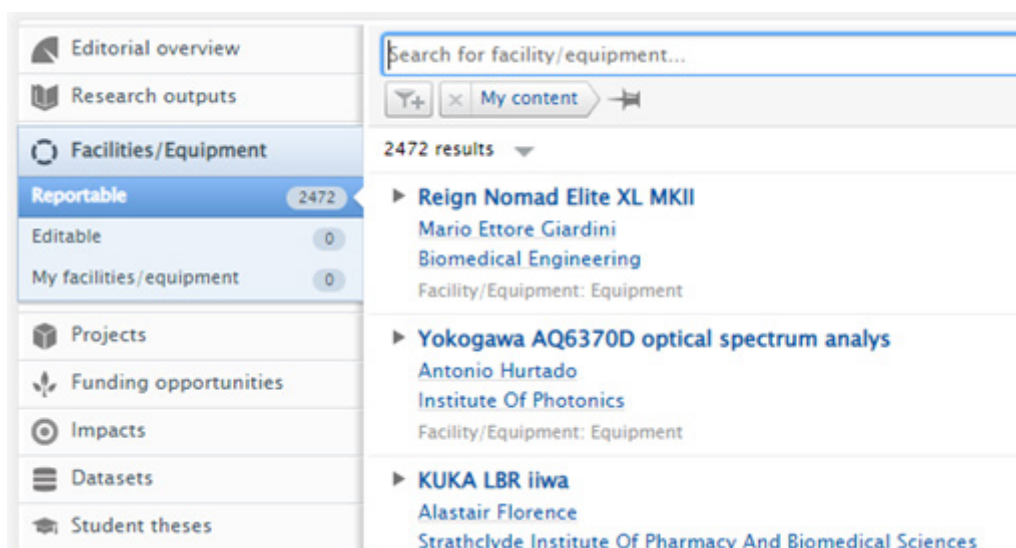 Editorial overview
Research outputs
Facilities/Equipment
Reportable 2472
Editable 0
My facilities/equipment 0
Projects
Funding opportunities
Impacts
Datasets
Student theses
Search for facility/equipment...
My content
2472 results
Reign Nomad Elite XL MKII
Mario Ettore Giardini
Biomedical Engineering
Facility/Equipment: Equipment
Yokogawa AQ6370D optical spectrum analys
Antonio Hurtado
Institute Of Photonics
Facility/Equipment: Equipment
KUKA LBR iiwa
Alastair Florence
Strathclyde Institute Of Pharmacy And Biomedical Sciences